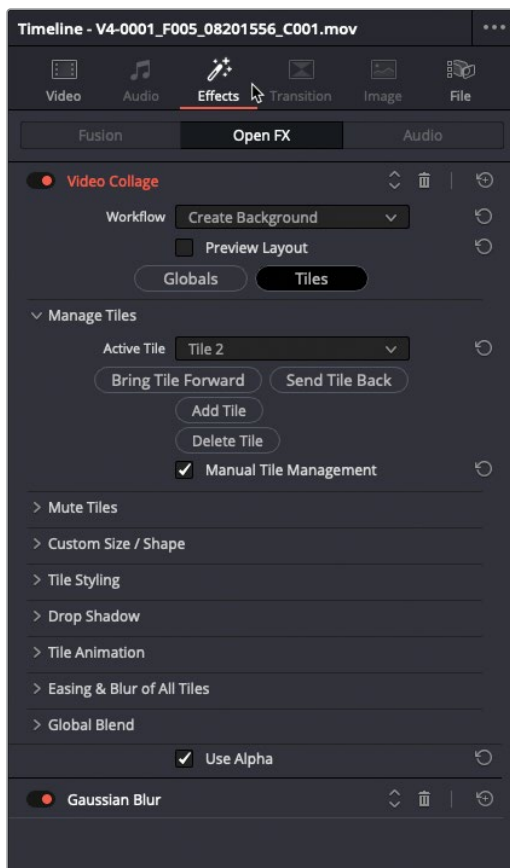 Timeline - V4-0001_F005_08201556_C001.mov
Video Audio Effects Transition Image File
Fusion Open FX Audio
Video Collage
Workflow Create Background
Preview Layout
Globals Tiles
Manage Tiles
Active Tile Tile 2
Bring Tile Forward Send Tile Back
Add Tile
Delete Tile
Manual Tile Management
Mute Tiles
Custom Size / Shape
Tile Styling
Drop Shadow
Tile Animation
Easing & Blur of All Tiles
Global Blend
Use Alpha
Gaussian Blur